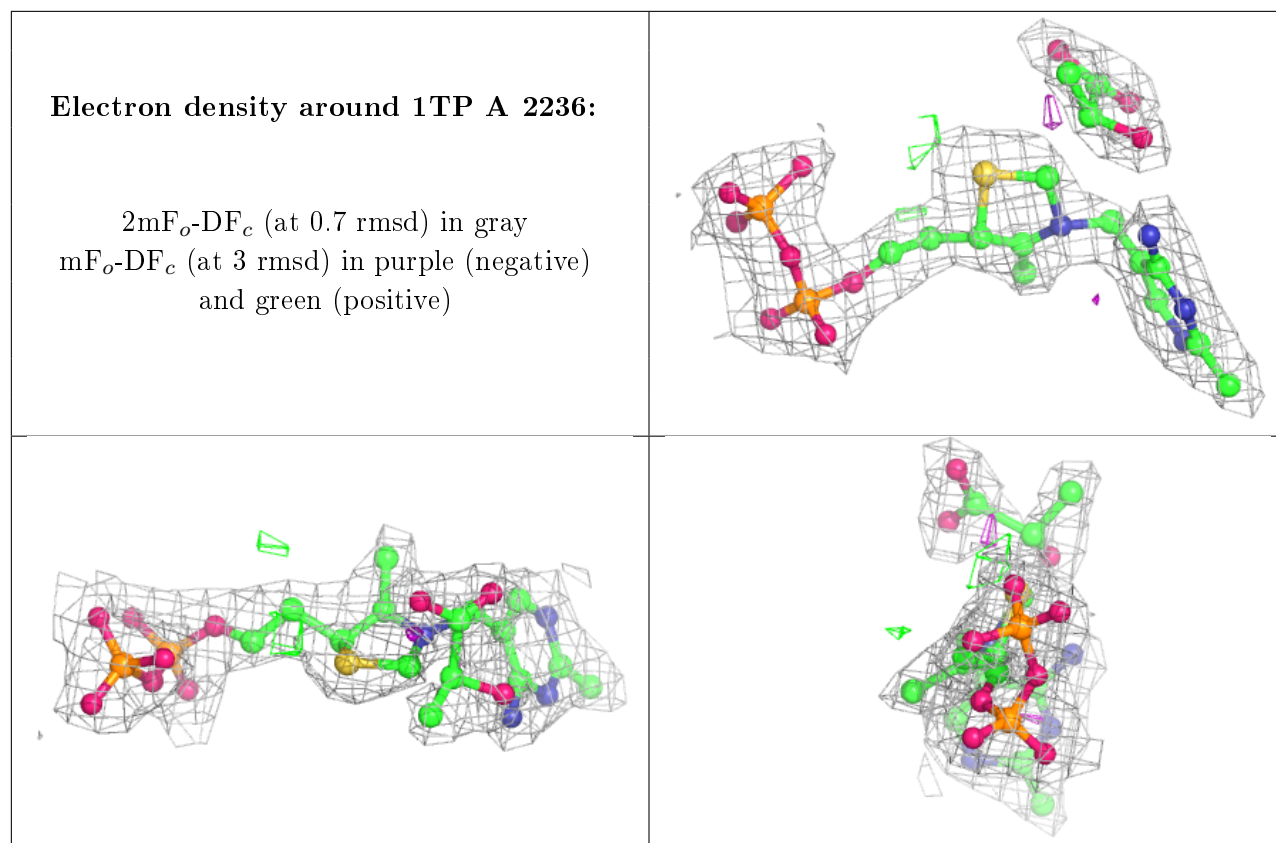 Electron density around 1TP A 2236:
2mFo-DFc (at 0.7 rmsd) in gray
mFo-DFc (at 3 rmsd) in purple (negative)
and green (positive)